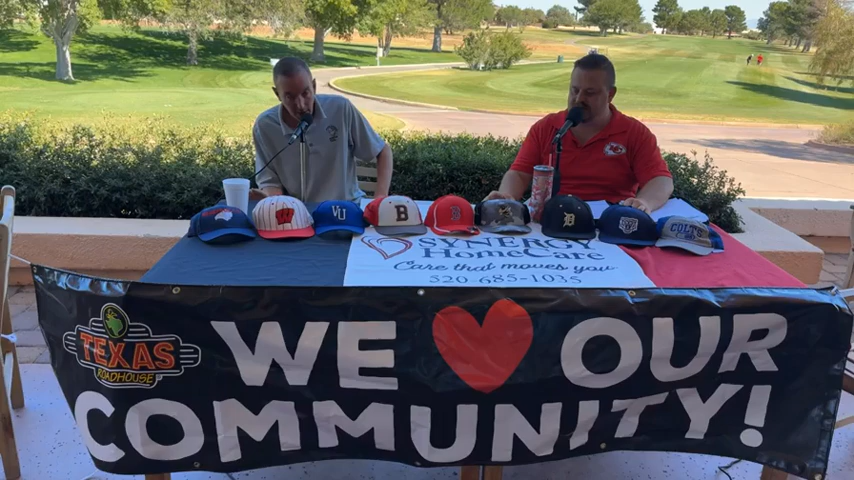 VU
B
B
D
COLTS
SYNERGY
HomeCare
Care that moves you
520-685-1035
TEXAS
ROADHOUSE
WE OUR
COMMUNITY!